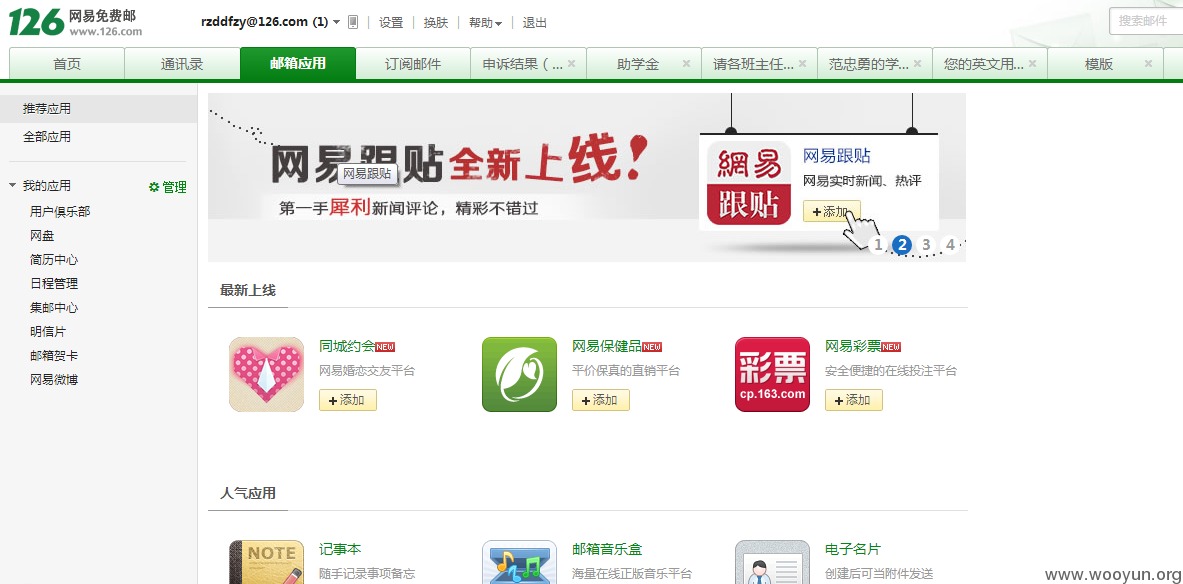 126 网易免费邮
www.126.com
rzddfzy@126.com (1) 设置 换肤 帮助 退出
搜索邮件
首页 通讯录 邮箱应用 订阅邮件 申诉结果（... 助学金 请各班主任... 范忠勇的学... 您的英文用... 模版
推荐应用
全部应用
我的应用 管理
用户俱乐部
网盘
简历中心
日程管理
集邮中心
明信片
邮箱贺卡
网易微博
网易跟贴全新上线!
网易跟贴
第一手犀利新闻评论，精彩不错过
網易
跟贴
网易跟贴
网易实时新闻、热评
+添加
1 2 3 4
最新上线
同城约会 NEW
网易婚恋交友平台
+添加
网易保健品 NEW
平价保真的直销平台
+添加
彩票
cp.163.com
网易彩票 NEW
安全便捷的在线投注平台
+添加
人气应用
NOTE
记事本
随手记录事项备忘
邮箱音乐盒
海量在线正版音乐平台
电子名片
创建后可当附件发送
www.wooyun.org